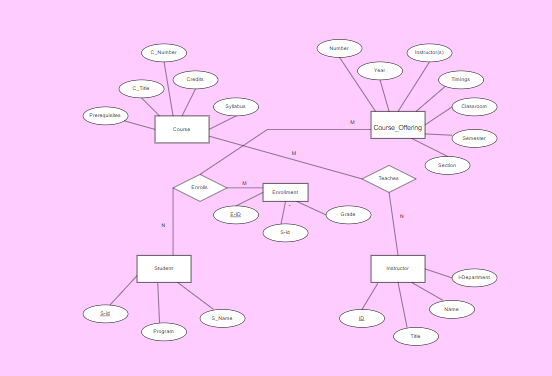 Number
Instructor(s)
C_Number
Year
Credits
Timings
C_Title
Syllabus
Classroom
Prerequisites
M
Course
Course_Offering
Semester
M
Section
Teaches
Enrolls
M
Enrollment
E-ID
Grade
N
N
S-id
Student
Instructor
I-Department
S-id
Name
ID
S_Name
Program
Title